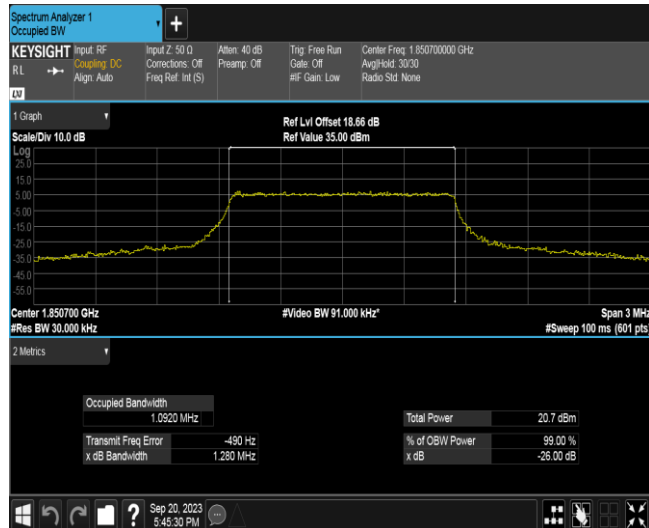 Spectrum Analyzer 1
Occupied BW
+
KEYSIGHT Input: RF Input Z: 50 Ω Atten: 40 dB Trig: Free Run Center Freq: 1.850700000 GHz
RL Coupling: DC Corrections: Off Preamp: Off Gate: Off Avg|Hold: 30/30
Align: Auto Freq Ref: Int (S) #IF Gain: Low Radio Std: None
LXI
1 Graph Ref Lvl Offset 18.66 dB
Scale/Div 10.0 dB Ref Value 35.00 dBm
Log
25.0
15.0
5.00
-5.00
-15.0
-25.0
-35.0
-45.0
-55.0
Center 1.850700 GHz #Video BW 91.000 kHz* Span 3 MHz
#Res BW 30.000 kHz #Sweep 100 ms (601 pts)
2 Metrics
Occupied Bandwidth
1.0920 MHz Total Power 20.7 dBm
Transmit Freq Error -490 Hz % of OBW Power 99.00 %
x dB Bandwidth 1.280 MHz x dB -26.00 dB
? Sep 20, 2023
5:45:30 PM